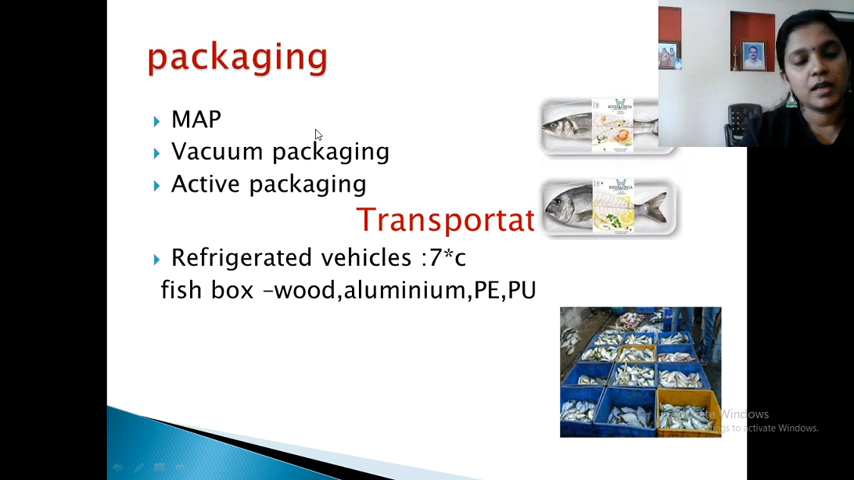 packaging
MAP
Vacuum packaging
Active packaging
Transportat
Refrigerated vehicles :7*c
fish box –wood,aluminium,PE,PU
Windows
to activate Windows.